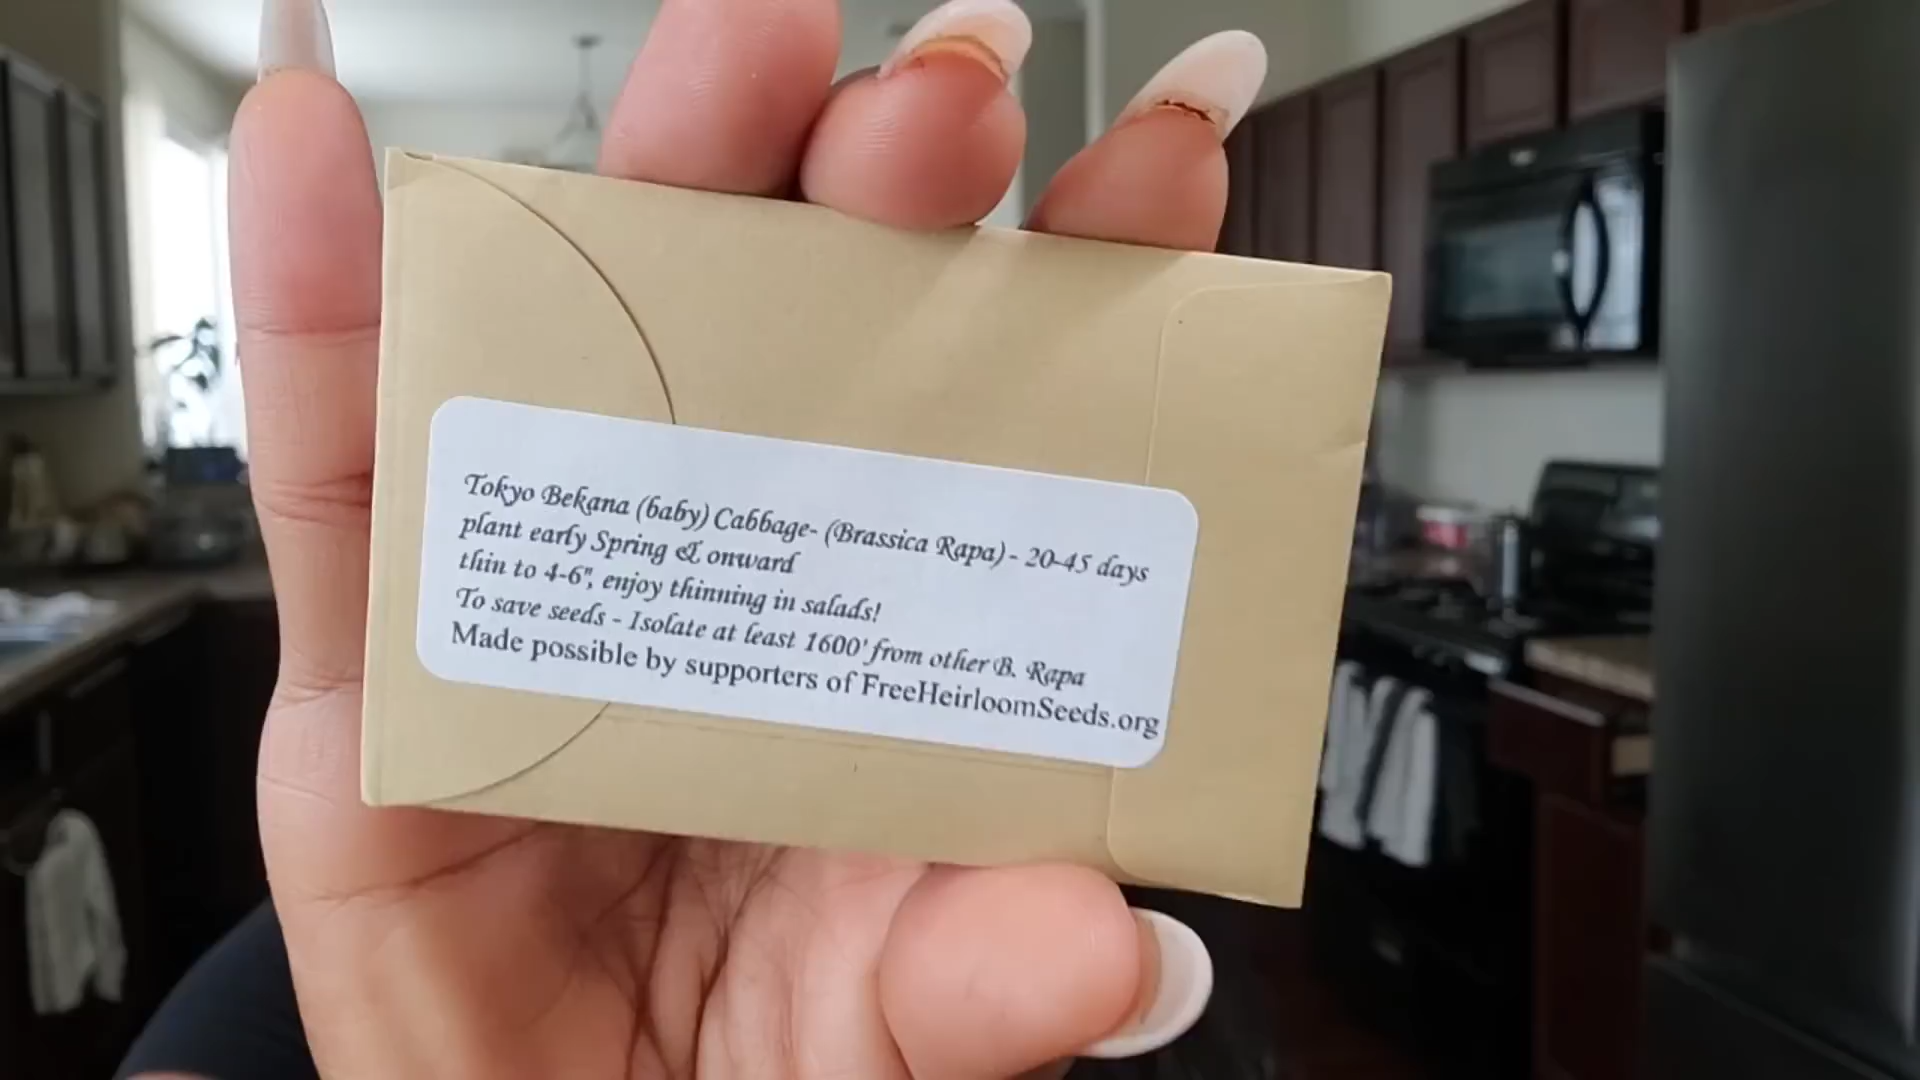 Tokyo Bekana (baby) Cabbage- (Brassica Rapa) - 20-45 days
plant early Spring & onward
thin to 4-6", enjoy thinning in salads!
To save seeds - Isolate at least 1600' from other B. Rapa
Made possible by supporters of FreeHeirloomSeeds.org